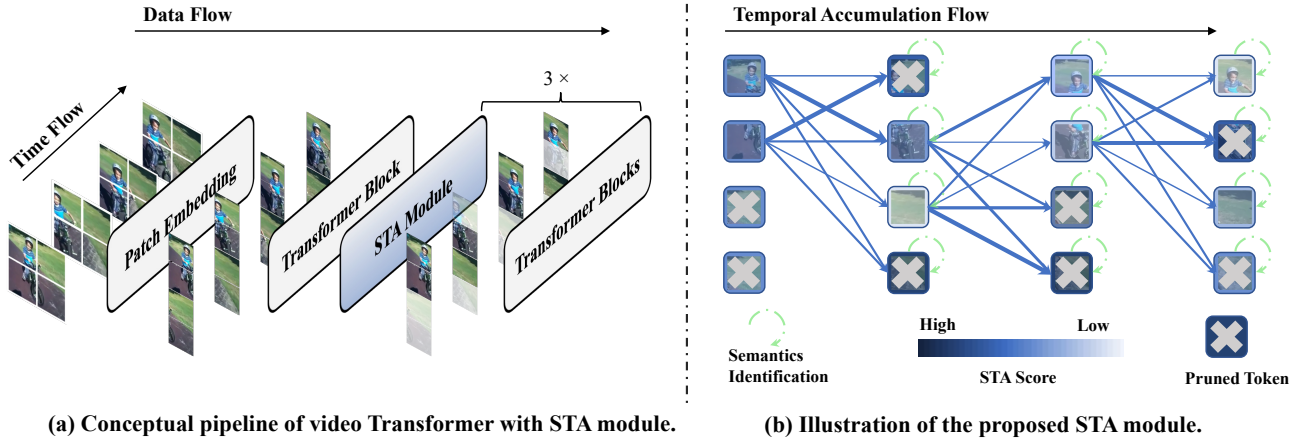 Data Flow
Time Flow
3 ×
Patch Embedding
Transformer Block
STA Module
Transformer Blocks
(a) Conceptual pipeline of video Transformer with STA module.
Temporal Accumulation Flow
Semantics
Identification
High
Low
STA Score
Pruned Token
(b) Illustration of the proposed STA module.